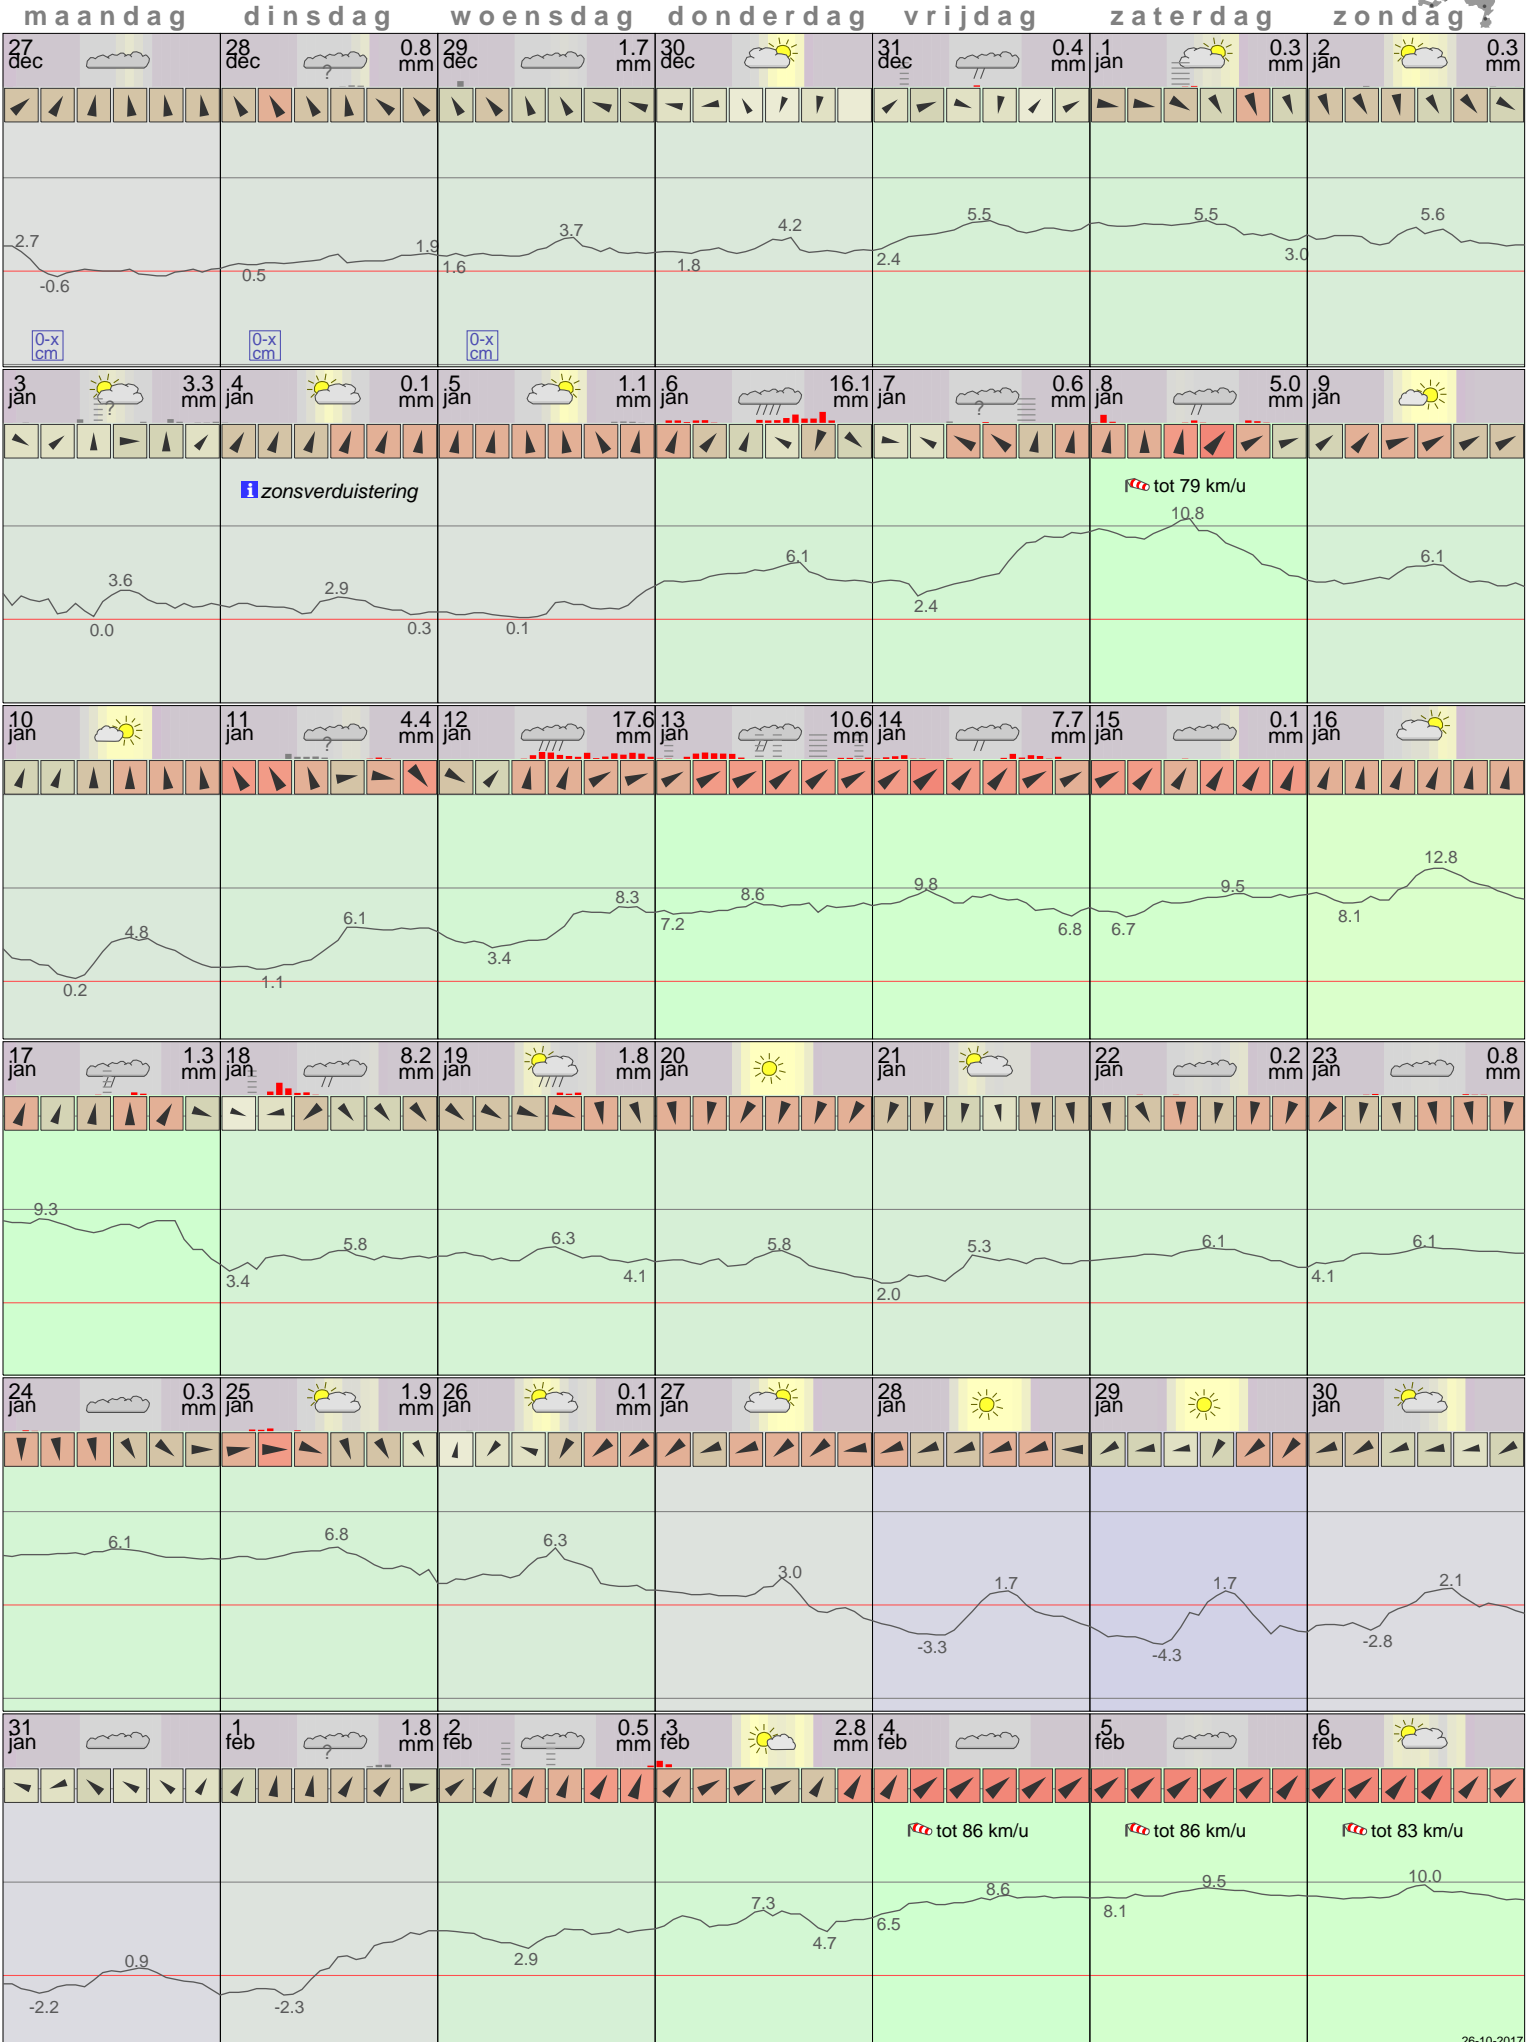 maandag dinsdag woensdag donderdag vrijdag zaterdag zondag
27 dec 28 dec 0.8 mm 29 dec 1.7 mm 30 dec 31 dec 0.4 mm 1 jan 0.3 mm 2 jan 0.3 mm
?
2.7 -0.6 0.5 1.9 1.6 3.7 1.8 4.2 2.4 5.5 5.5 3.0 5.6
0-x cm 0-x cm 0-x cm
3 jan 3.3 mm 4 jan 0.1 mm 5 jan 1.1 mm 6 jan 16.1 mm 7 jan 0.6 mm 8 jan 5.0 mm 9 jan
? ?
i zonsverduistering tot 79 km/u
3.6 0.0 2.9 0.3 0.1 6.1 2.4 10.8 6.1
10 jan 11 jan 4.4 mm 12 jan 17.6 mm 13 jan 10.6 mm 14 jan 7.7 mm 15 jan 0.1 mm 16 jan
?
0.2 4.8 1.1 6.1 3.4 8.3 7.2 8.6 9.8 6.8 6.7 9.5 8.1 12.8
17 jan 1.3 mm 18 jan 8.2 mm 19 jan 1.8 mm 20 jan 21 jan 22 jan 0.2 mm 23 jan 0.8 mm
9.3 3.4 5.8 6.3 4.1 5.8 2.0 5.3 6.1 4.1 6.1
24 jan 0.3 mm 25 jan 1.9 mm 26 jan 0.1 mm 27 jan 28 jan 29 jan 30 jan
6.1 6.8 6.3 3.0 -3.3 1.7 -4.3 1.7 -2.8 2.1
31 jan 1 feb 1.8 mm 2 feb 0.5 mm 3 feb 2.8 mm 4 feb 5 feb 6 feb
?
tot 86 km/u tot 86 km/u tot 83 km/u
-2.2 0.9 -2.3 2.9 7.3 4.7 6.5 8.6 8.1 9.5 10.0
26-10-2017